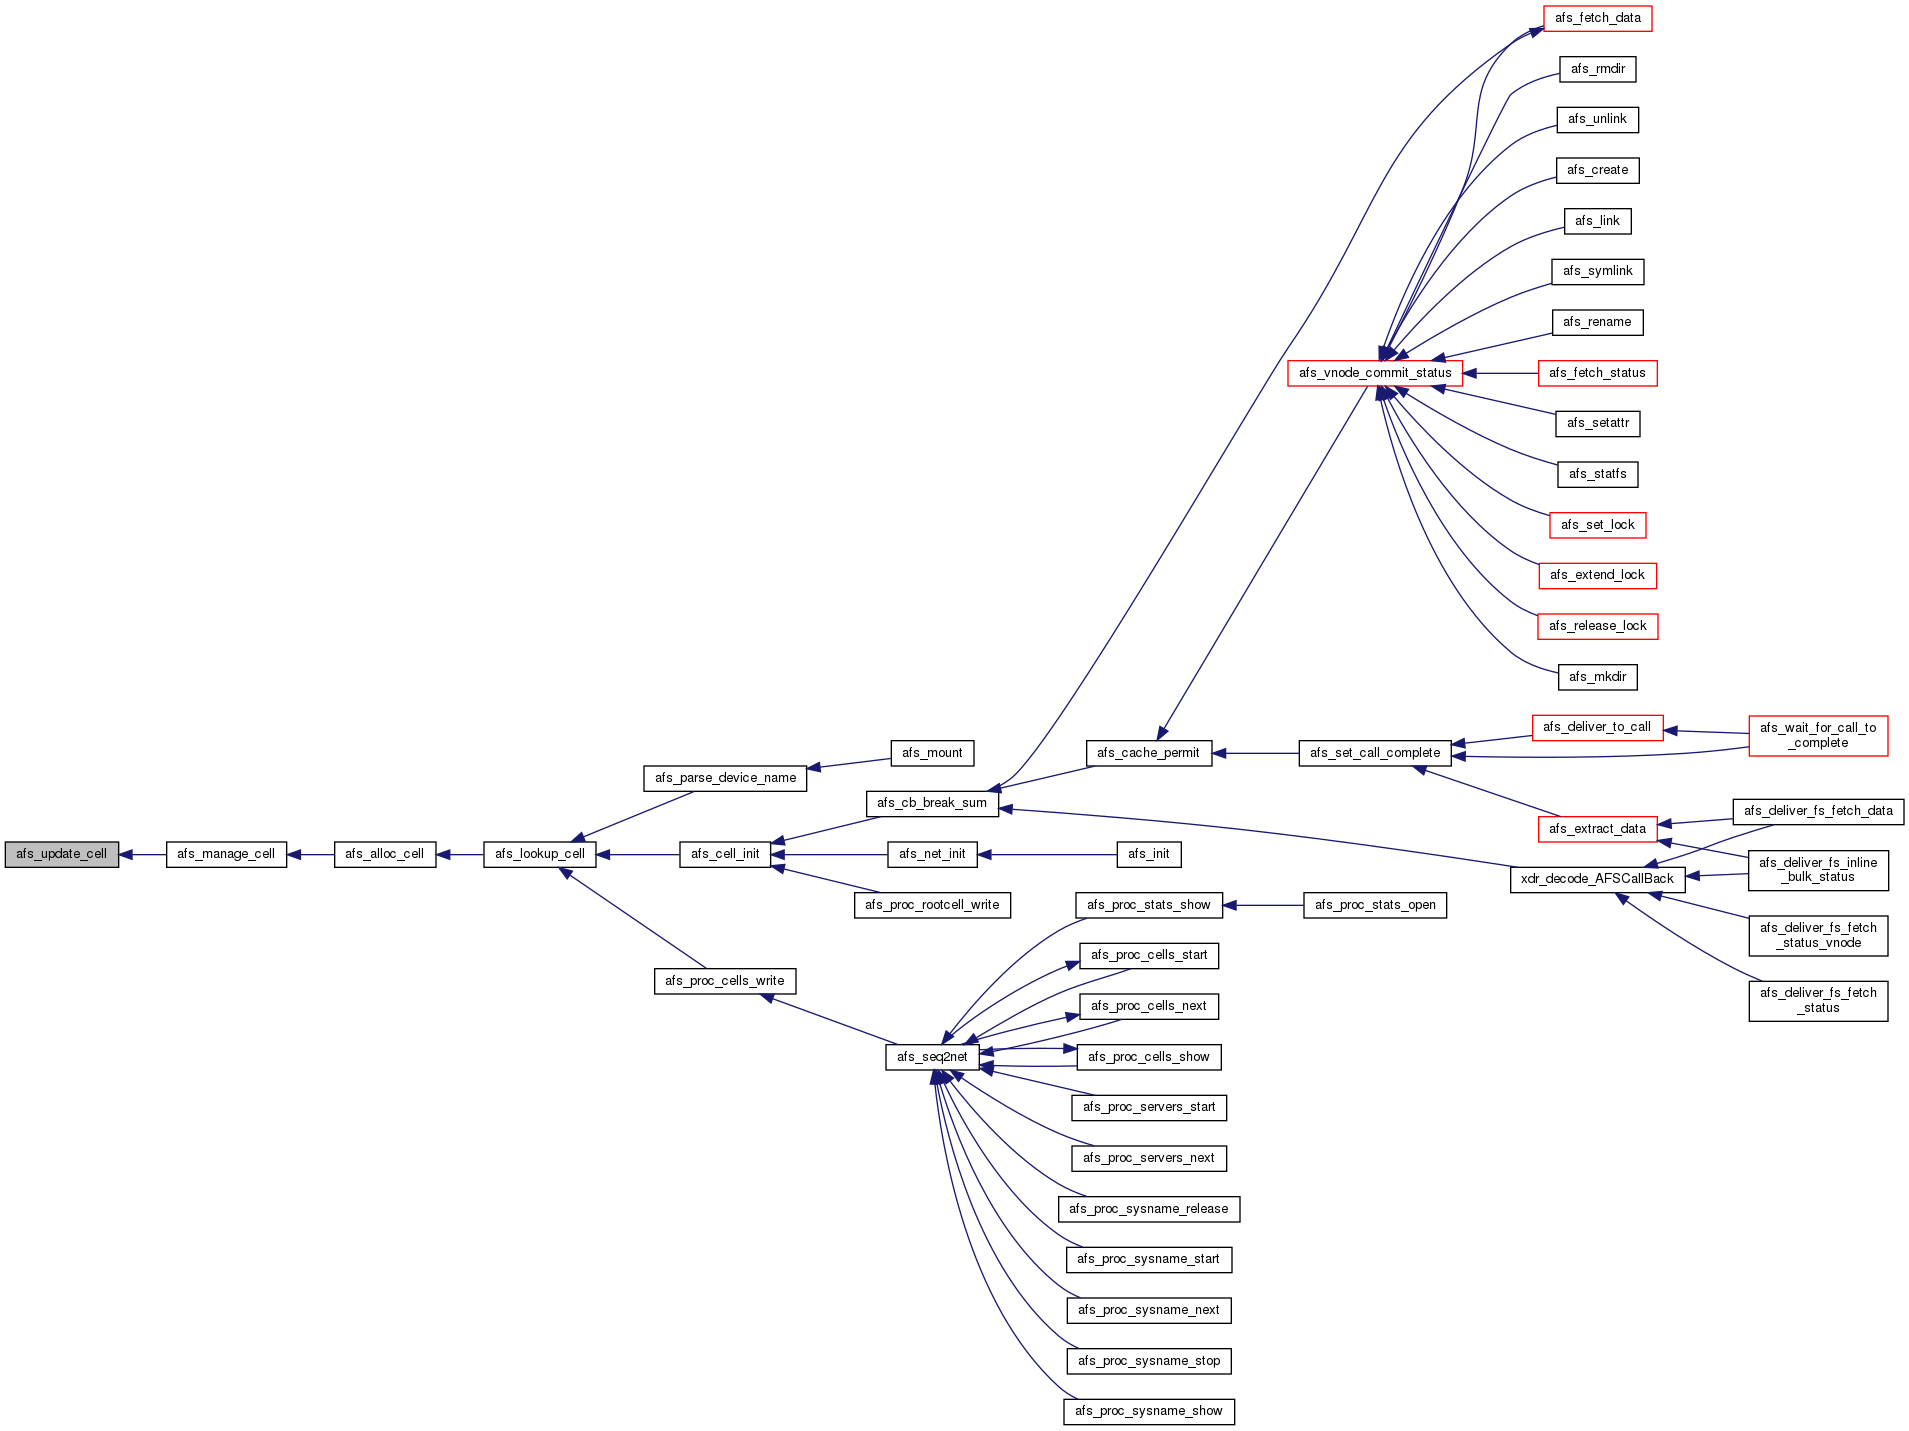 afs_fetch_data
afs_rmdir
afs_unlink
afs_create
afs_link
afs_symlink
afs_rename
afs_vnode_commit_status
afs_fetch_status
afs_setattr
afs_statfs
afs_set_lock
afs_extend_lock
afs_release_lock
afs_mkdir
afs_mount
afs_cache_permit
afs_set_call_complete
afs_deliver_to_call
afs_wait_for_call_to
_complete
afs_parse_device_name
afs_cb_break_sum
afs_extract_data
afs_deliver_fs_fetch_data
afs_update_cell
afs_manage_cell
afs_alloc_cell
afs_lookup_cell
afs_cell_init
afs_net_init
afs_init
xdr_decode_AFSCallBack
afs_deliver_fs_inline
_bulk_status
afs_proc_rootcell_write
afs_proc_stats_show
afs_proc_stats_open
afs_deliver_fs_fetch
_status_vnode
afs_proc_cells_write
afs_proc_cells_start
afs_deliver_fs_fetch
_status
afs_proc_cells_next
afs_seq2net
afs_proc_cells_show
afs_proc_servers_start
afs_proc_servers_next
afs_proc_sysname_release
afs_proc_sysname_start
afs_proc_sysname_next
afs_proc_sysname_stop
afs_proc_sysname_show